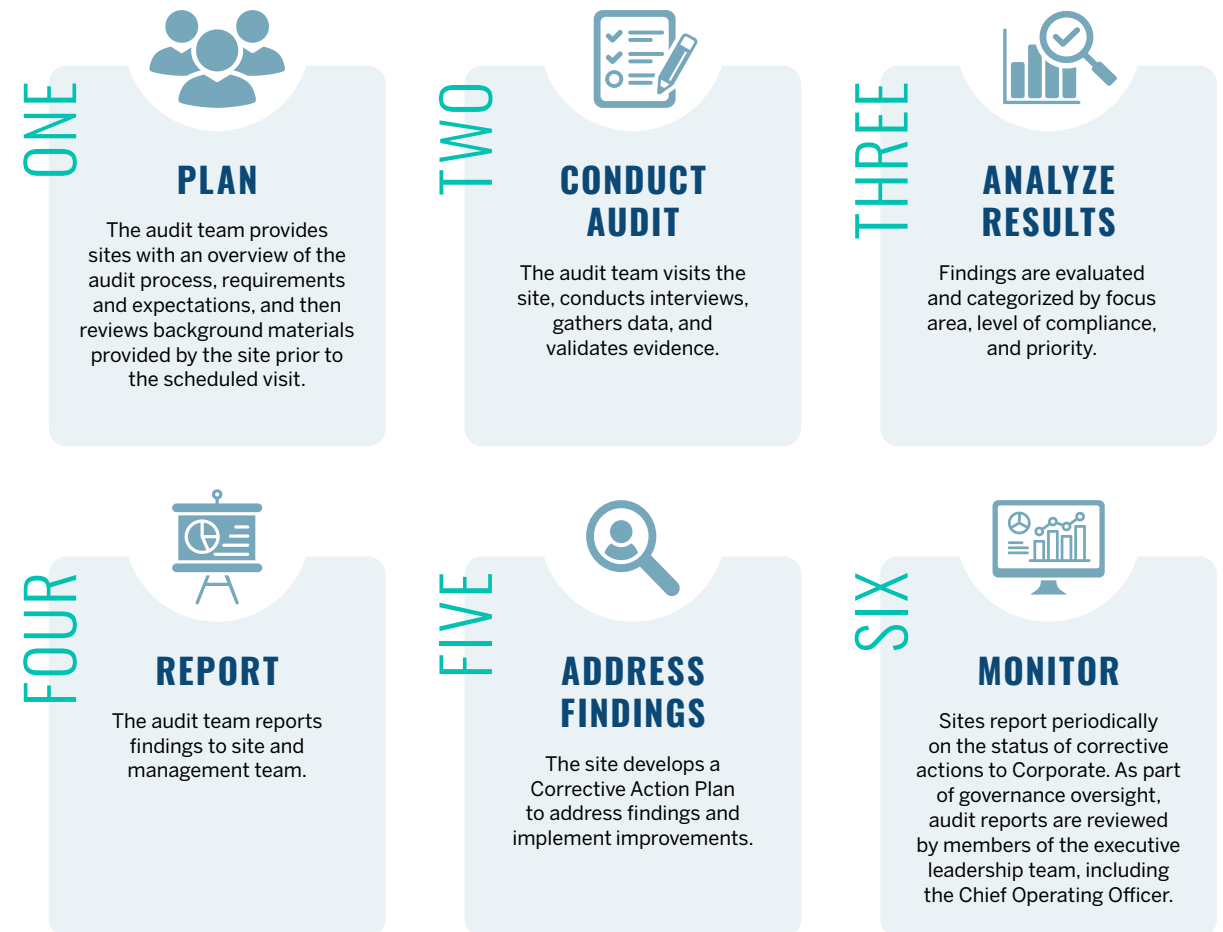 ONE
PLAN
The audit team provides
sites with an overview of the
audit process, requirements
and expectations, and then
reviews background materials
provided by the site prior to
the scheduled visit.
TWO
CONDUCT
AUDIT
The audit team visits the
site, conducts interviews,
gathers data, and
validates evidence.
THREE
ANALYZE
RESULTS
Findings are evaluated
and categorized by focus
area, level of compliance,
and priority.
FOUR
REPORT
The audit team reports
findings to site and
management team.
FIVE
ADDRESS
FINDINGS
The site develops a
Corrective Action Plan
to address findings and
implement improvements.
SIX
MONITOR
Sites report periodically
on the status of corrective
actions to Corporate. As part
of governance oversight,
audit reports are reviewed
by members of the executive
leadership team, including
the Chief Operating Officer.